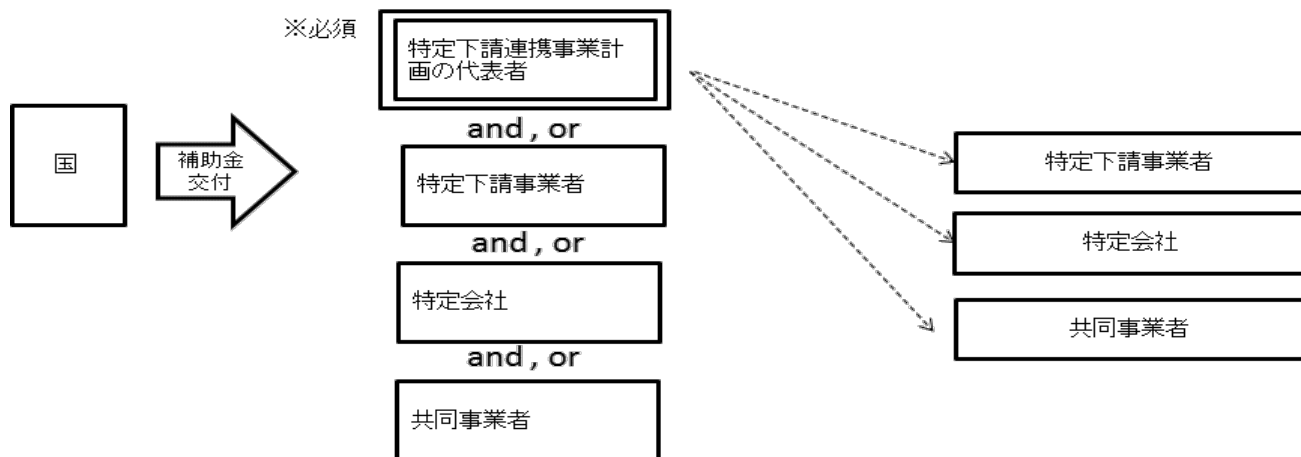 ※必須
特定下請連携事業計
画の代表者
and , or
国
補助金
交付
特定下請事業者
and , or
特定会社
and , or
共同事業者
特定下請事業者
特定会社
共同事業者